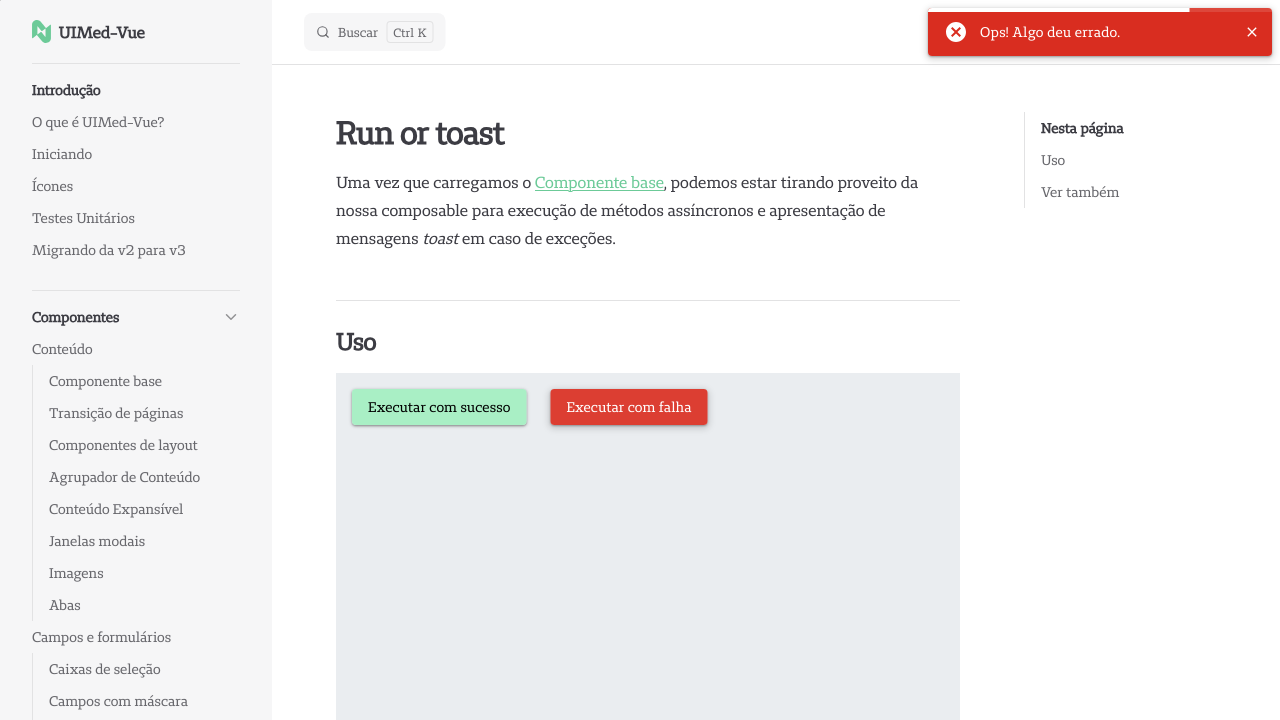 UIMed-Vue
Introdução
O que é UIMed-Vue?
Iniciando
Ícones
Testes Unitários
Migrando da v2 para v3
Componentes
Conteúdo
Componente base
Transição de páginas
Componentes de layout
Agrupador de Conteúdo
Conteúdo Expansível
Janelas modais
Imagens
Abas
Campos e formulários
Caixas de seleção
Campos com máscara
Buscar Ctrl K
Ops! Algo deu errado.
Run or toast
Uma vez que carregamos o Componente base, podemos estar tirando proveito da
nossa composable para execução de métodos assíncronos e apresentação de
mensagens toast em caso de exceções.
Uso
Executar com sucesso
Executar com falha
Nesta página
Uso
Ver também